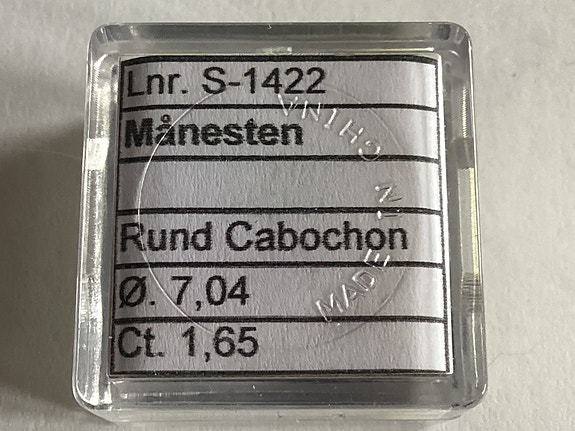 Lnr. S-1422
Månesten
Rund Cabochon
Ø. 7,04
Ct. 1,65
MADE IN CHINA